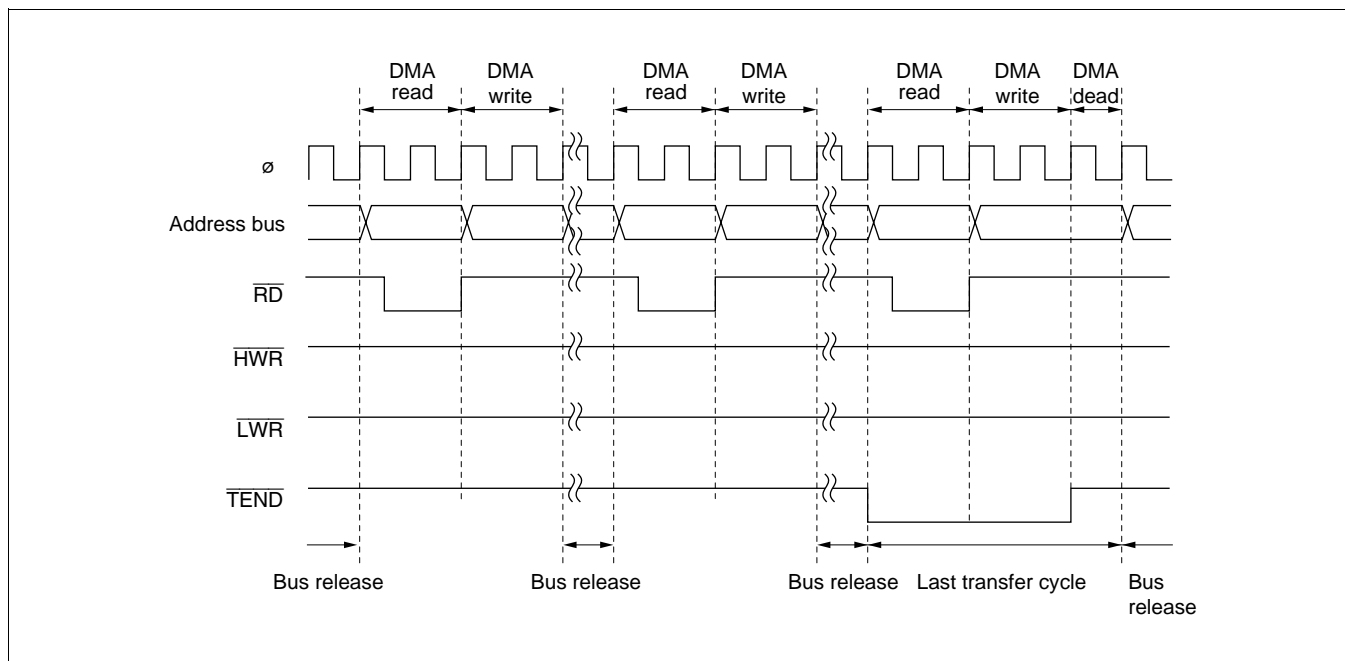 DMA read
DMA write
DMA read
DMA write
DMA read
DMA write
DMA dead
ø
Address bus
RD
HWR
LWR
TEND
Bus release
Bus release
Bus release
Last transfer cycle
Bus release